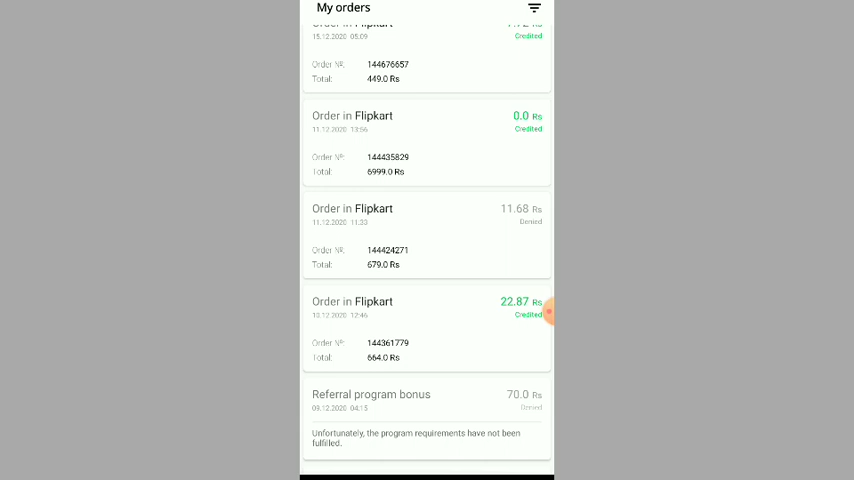 My orders
Order in Flipkart
15.12.2020 05:09
Credited
Order №: 144676657
Total: 449.0 Rs
Order in Flipkart 0.0 Rs
11.12.2020 13:56 Credited
Order №: 144435829
Total: 6999.0 Rs
Order in Flipkart 11.68 Rs
11.12.2020 11:33 Denied
Order №: 144424271
Total: 679.0 Rs
Order in Flipkart 22.87 Rs
10.12.2020 12:46 Credited
Order №: 144361779
Total: 664.0 Rs
Referral program bonus 70.0 Rs
09.12.2020 04:15 Denied
Unfortunately, the program requirements have not been
fulfilled.